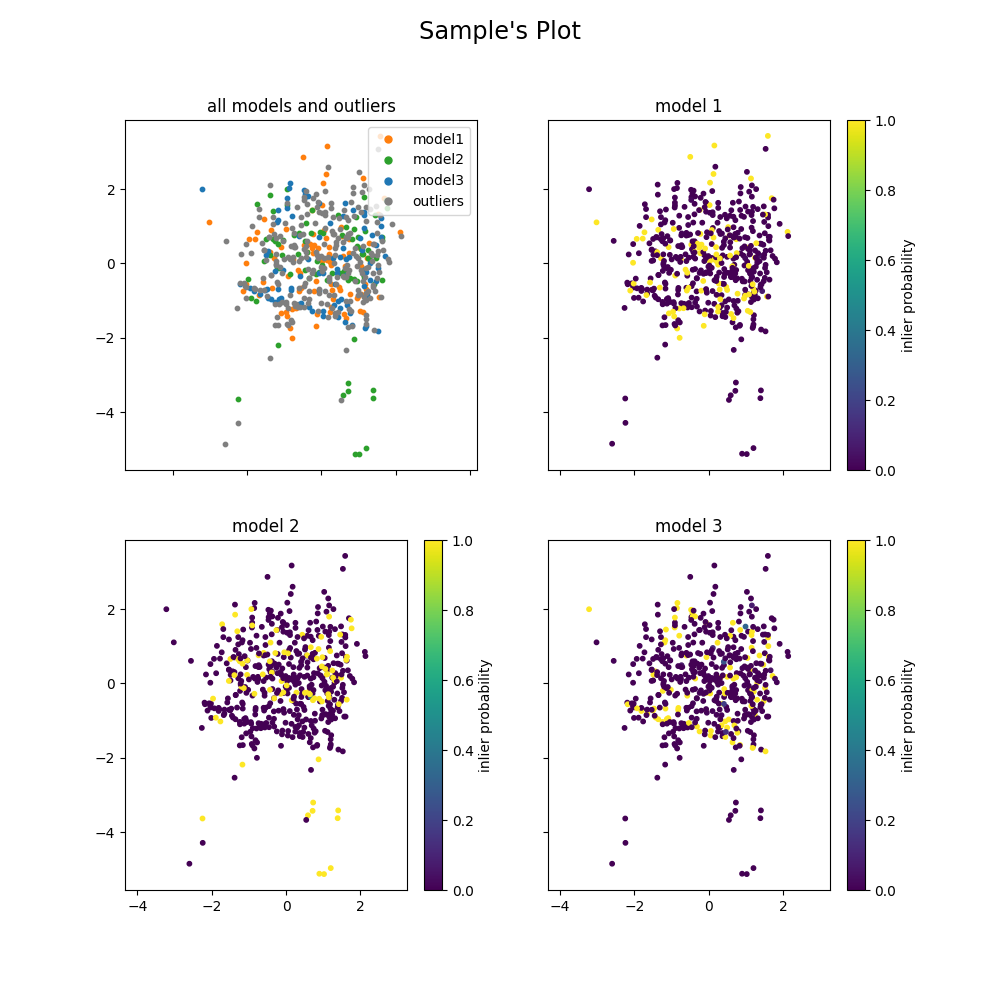 Sample's Plot
all models and outliers
model1
model2
model3
outliers
2
0
−2
−4
model 1
1.0
0.8
0.6
0.4
0.2
0.0
inlier probability
model 2
2
0
−2
−4
−4
−2
0
2
1.0
0.8
0.6
0.4
0.2
0.0
inlier probability
model 3
−4
−2
0
2
1.0
0.8
0.6
0.4
0.2
0.0
inlier probability